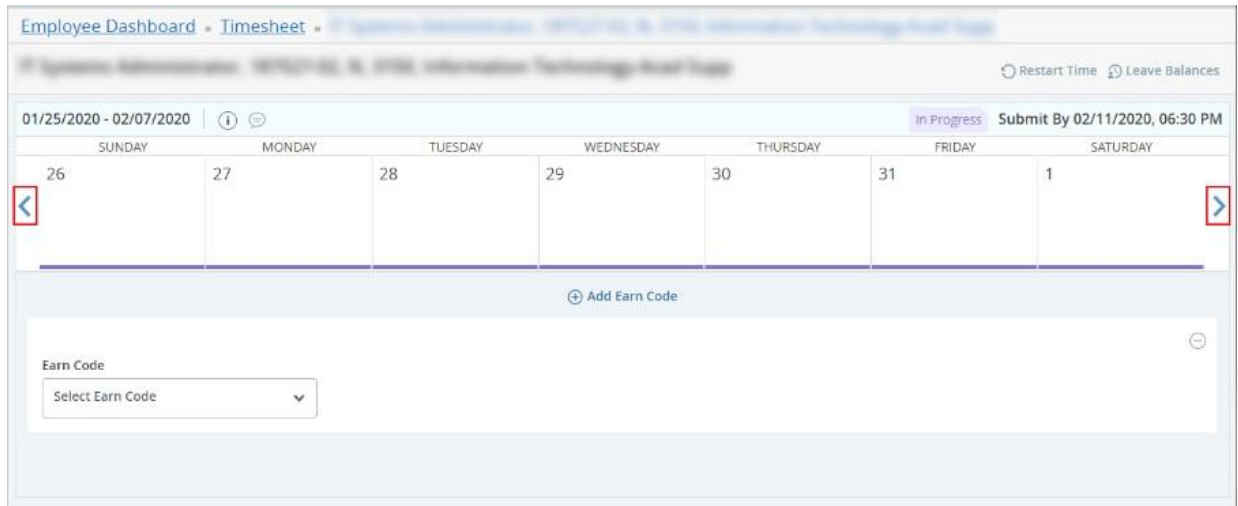 Employee Dashboard • Timesheet •
Restart Time Leave Balances
01/25/2020 - 02/07/2020 In Progress Submit By 02/11/2020, 06:30 PM
SUNDAY MONDAY TUESDAY WEDNESDAY THURSDAY FRIDAY SATURDAY
26 27 28 29 30 31 1
Add Earn Code
Earn Code
Select Earn Code